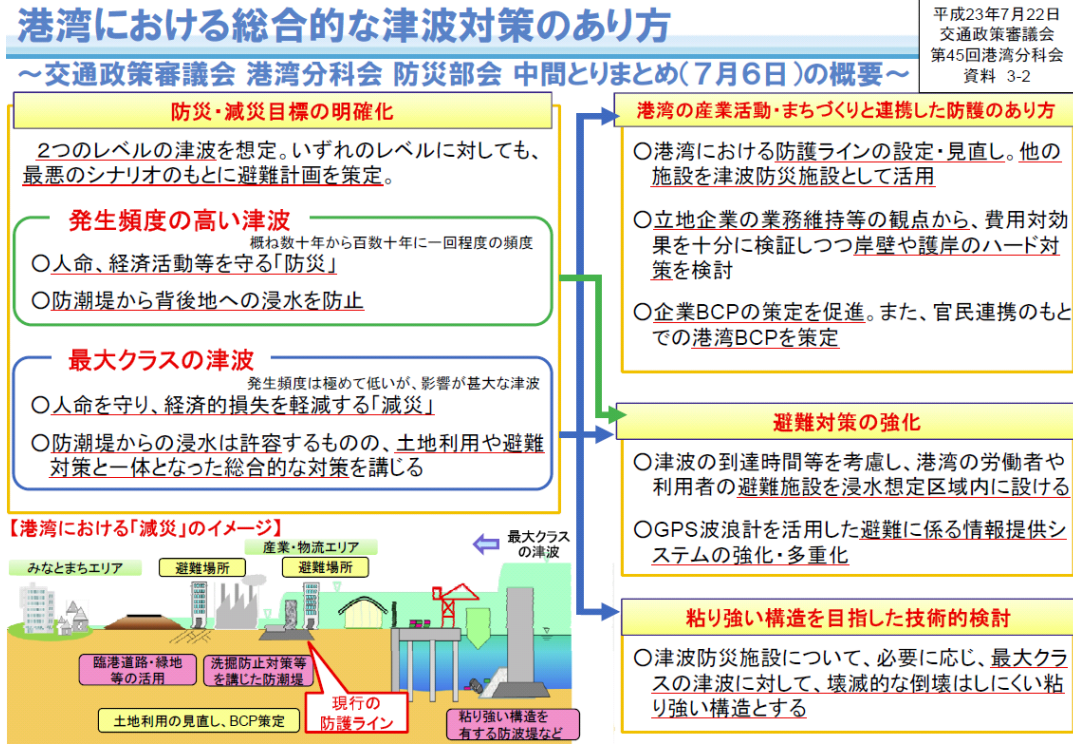 港湾における総合的な津波対策のあり方
~交通政策審議会 港湾分科会 防災部会 中間とりまとめ(7月6日)の概要~
平成23年7月22日
交通政策審議会
第45回港湾分科会
資料 3-2
防災・減災目標の明確化
2つのレベルの津波を想定。いずれのレベルに対しても、
最悪のシナリオのもとに避難計画を策定。
発生頻度の高い津波
概ね数十年から百数十年に一回程度の頻度
○人命、経済活動等を守る「防災」
○防潮堤から背後地への浸水を防止
最大クラスの津波
発生頻度は極めて低いが、影響が甚大な津波
○人命を守り、経済的損失を軽減する「減災」
○防潮堤からの浸水は許容するものの、土地利用や避難
対策と一体となった総合的な対策を講じる
【港湾における「減災」のイメージ】
最大クラス
の津波
産業・物流エリア
みなとまちエリア
避難場所
避難場所
臨港道路・緑地
等の活用
洗掘防止対策等
を講じた防潮堤
現行の
防護ライン
土地利用の見直し、BCP策定
粘り強い構造を
有する防波堤など
港湾の産業活動・まちづくりと連携した防護のあり方
○港湾における防護ラインの設定・見直し。他の
施設を津波防災施設として活用
○立地企業の業務維持等の観点から、費用対効
果を十分に検証しつつ岸壁や護岸のハード対
策を検討
○企業BCPの策定を促進。また、官民連携のもと
での港湾BCPを策定
避難対策の強化
○津波の到達時間等を考慮し、港湾の労働者や
利用者の避難施設を浸水想定区域内に設ける
○GPS波浪計を活用した避難に係る情報提供シ
ステムの強化・多重化
粘り強い構造を目指した技術的検討
○津波防災施設について、必要に応じ、最大クラ
スの津波に対して、壊滅的な倒壊はしにくい粘
り強い構造とする